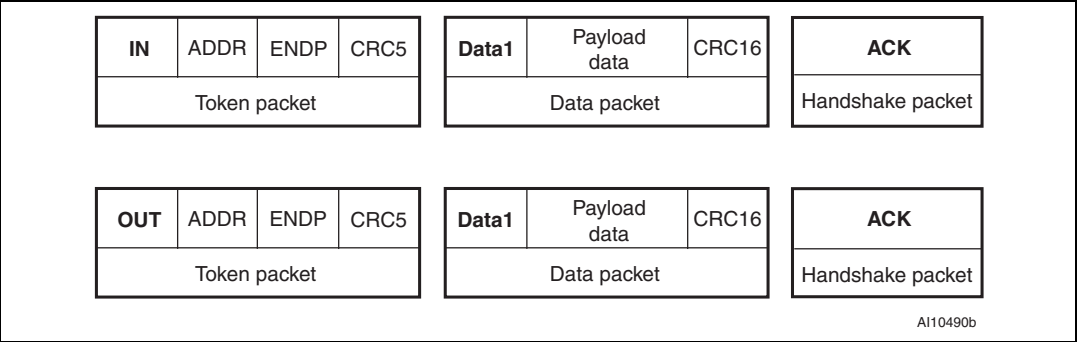 IN ADDR ENDP CRC5 Data1 Payload data CRC16 ACK
Token packet Data packet Handshake packet
OUT ADDR ENDP CRC5 Data1 Payload data CRC16 ACK
Token packet Data packet Handshake packet
AI10490b